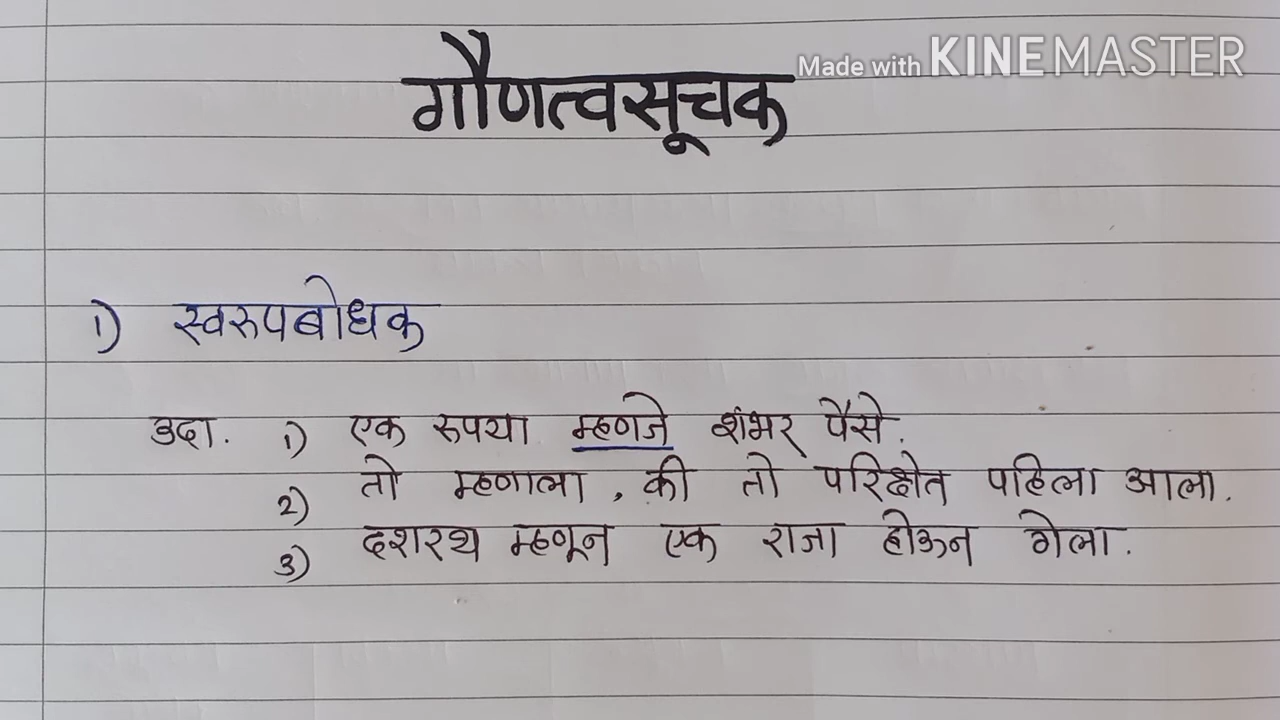 Made with KINEMASTER
गौणत्वसूचक
1) स्वरुपबोधक
उदा. 1) एक रुपया म्हणजे शंभर पैसे.
2) तो म्हणाला, की तो परिक्षेत पहिला आला.
3) दशरथ म्हणून एक राजा होऊन गेला.